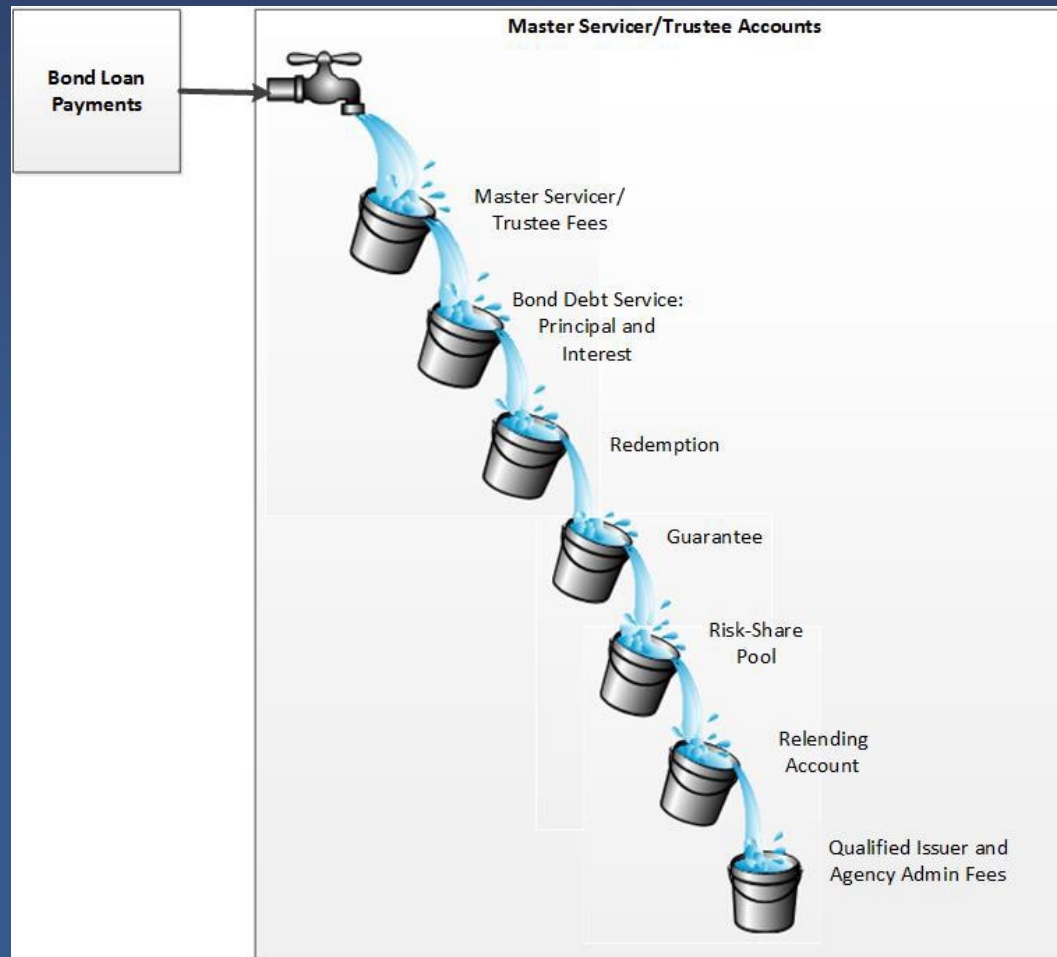 Master Servicer/Trustee Accounts
Bond Loan
Payments
Master Servicer/
Trustee Fees
Bond Debt Service:
Principal and
Interest
Redemption
Guarantee
Risk-Share
Pool
Relending
Account
Qualified Issuer and
Agency Admin Fees